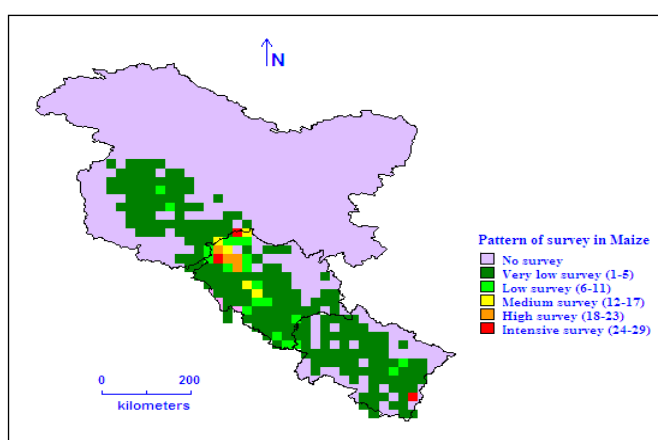 N
Pattern of survey in Maize
No survey
Very low survey (1-5)
Low survey (6-11)
Medium survey (12-17)
High survey (18-23)
Intensive survey (24-29)
0 200
kilometers